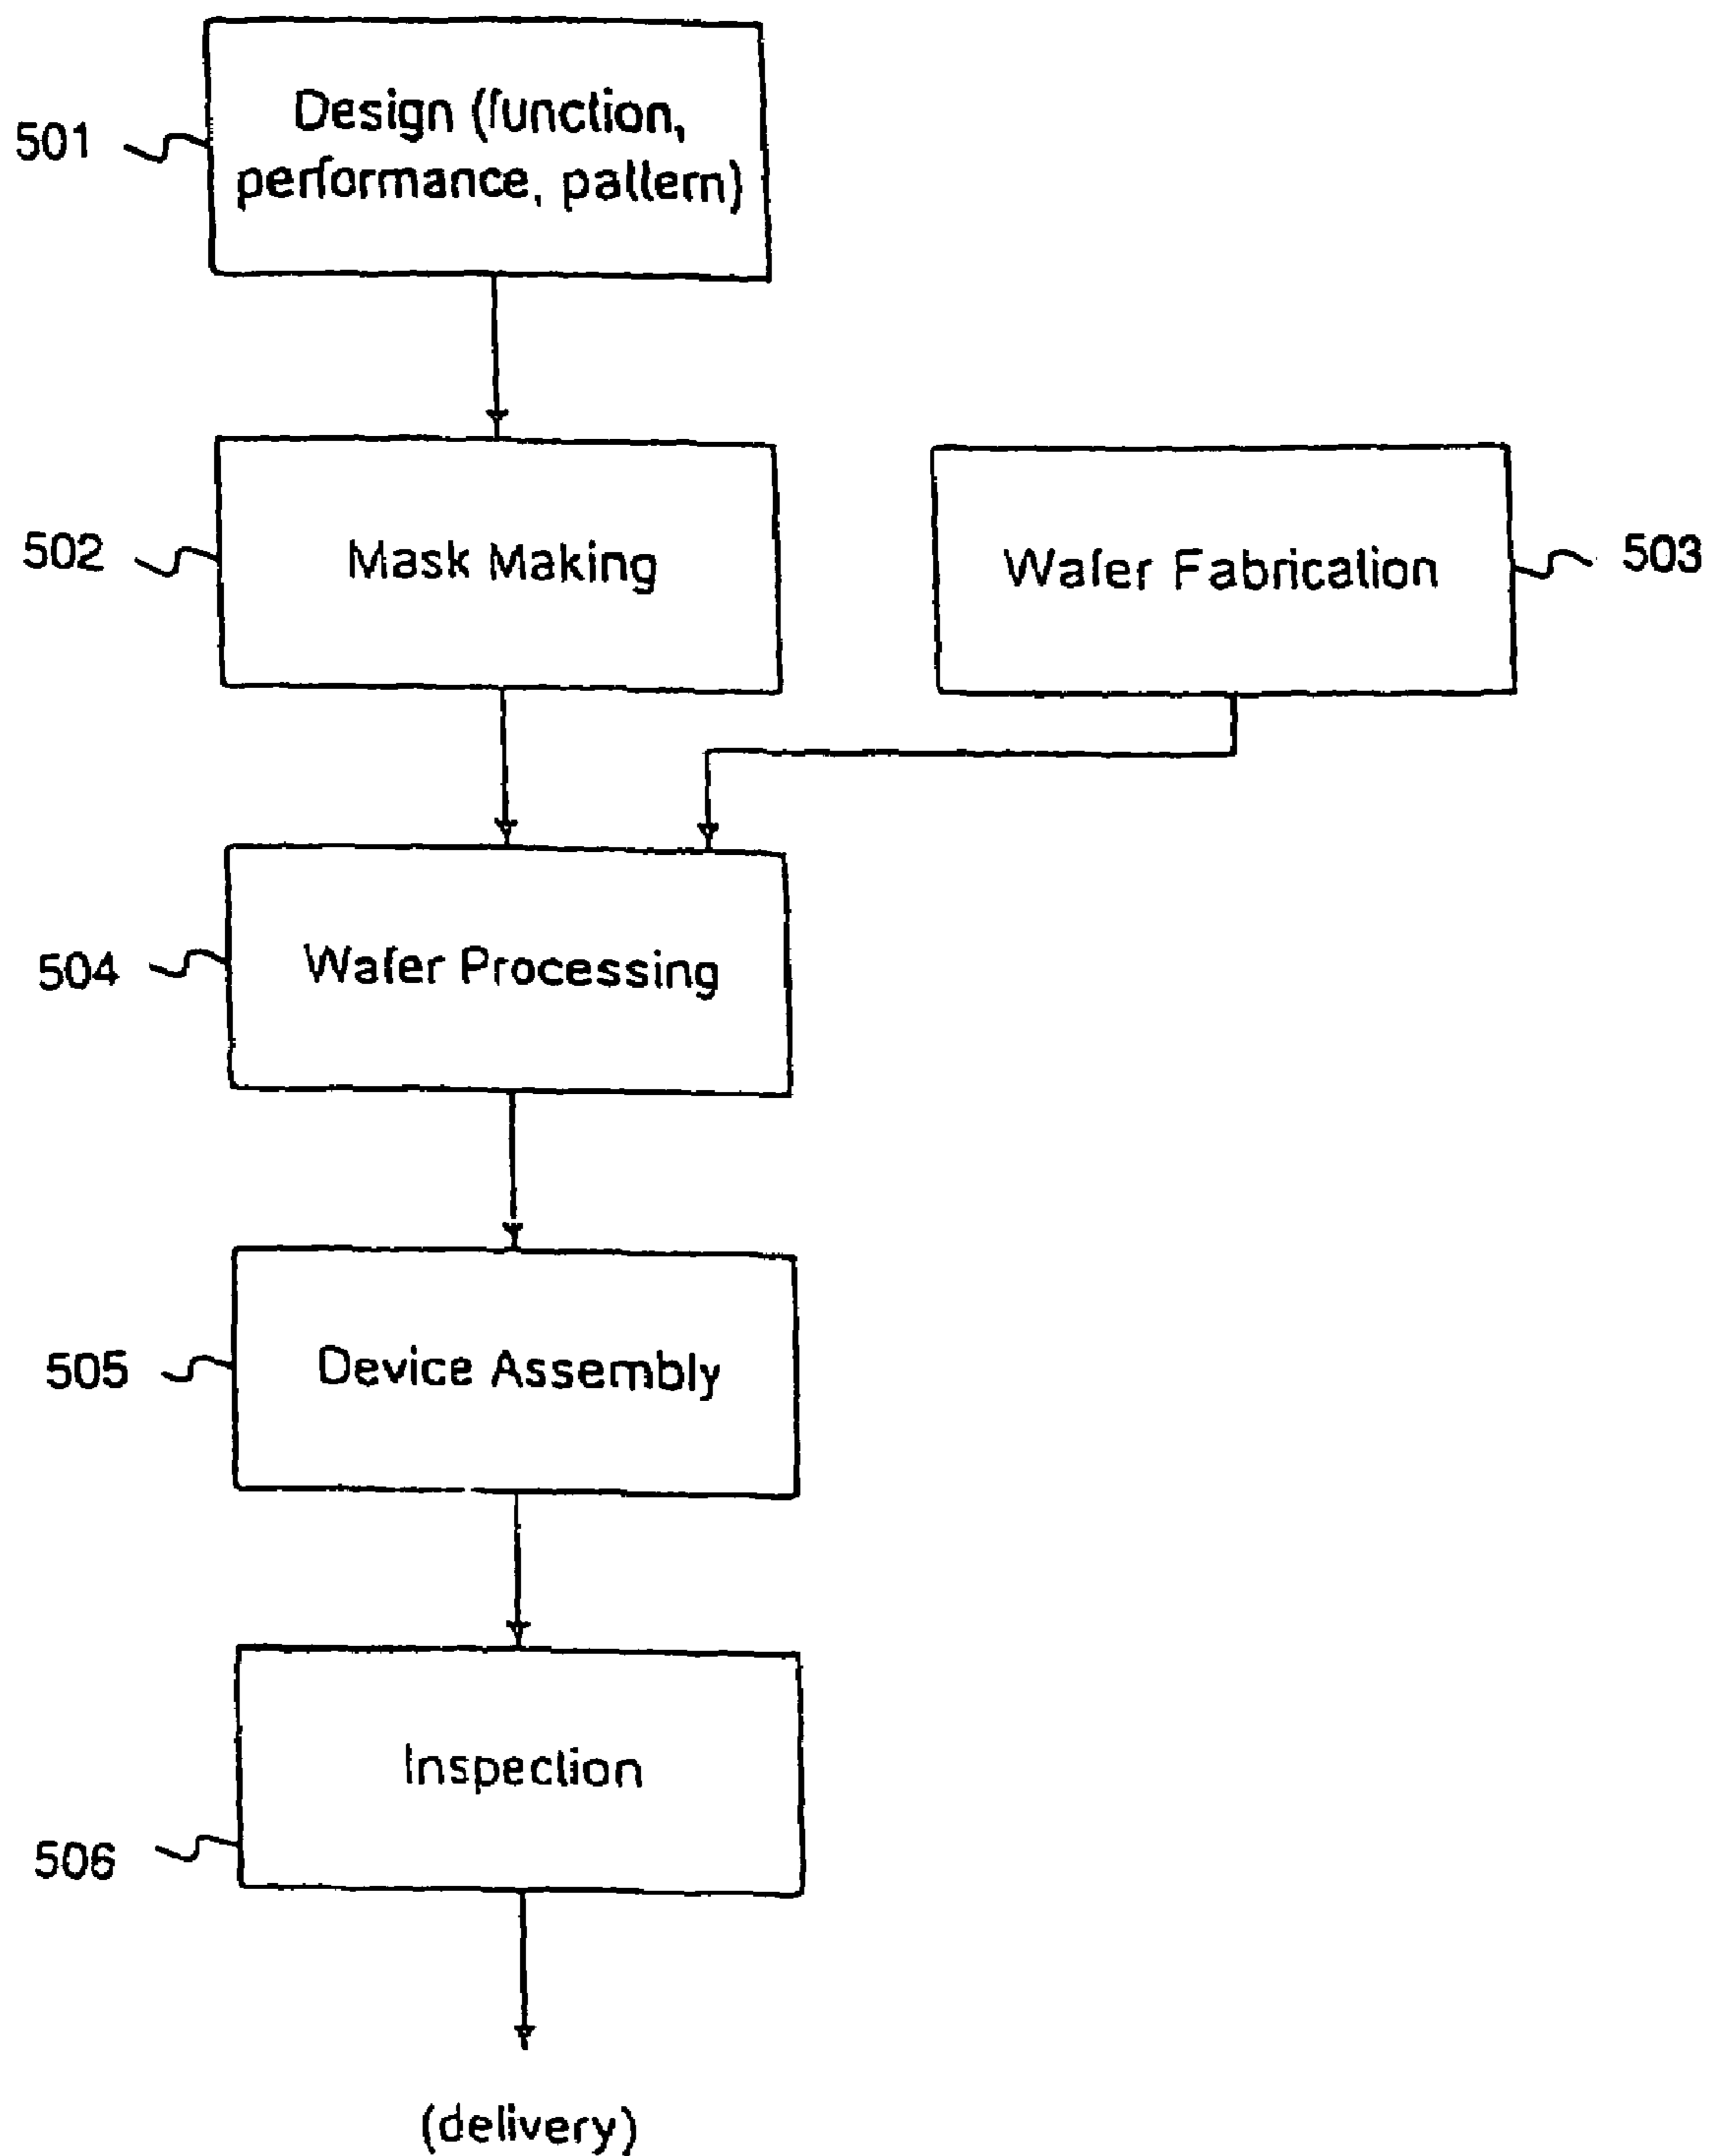 501
Design (function,
performance, pattern)
502
Mask Making
Wafer Fabrication
503
504
Wafer Processing
505
Device Assembly
Inspection
506
(delivery)